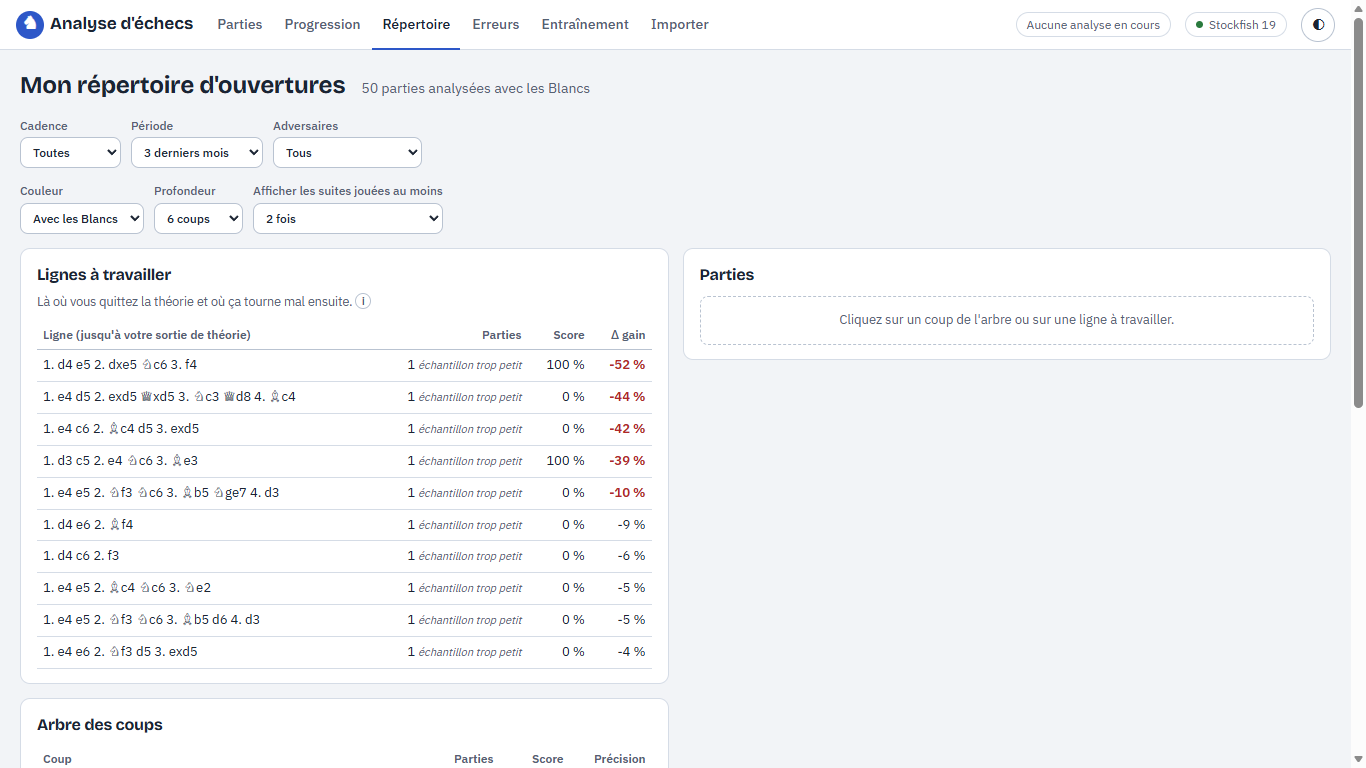 Analyse d'échecs Parties Progression Répertoire Erreurs Entraînement Importer Aucune analyse en cours Stockfish 19
Mon répertoire d'ouvertures 50 parties analysées avec les Blancs
Cadence Période Adversaires
Toutes 3 derniers mois Tous
Couleur Profondeur Afficher les suites jouées au moins
Avec les Blancs 6 coups 2 fois
Lignes à travailler
Là où vous quittez la théorie et où ça tourne mal ensuite. i
Ligne (jusqu'à votre sortie de théorie) Parties Score Δ gain
1. d4 e5 2. dxe5 ♘c6 3. f4 1 échantillon trop petit 100 % -52 %
1. e4 d5 2. exd5 ♕xd5 3. ♘c3 ♕d8 4. ♗c4 1 échantillon trop petit 0 % -44 %
1. e4 c6 2. ♗c4 d5 3. exd5 1 échantillon trop petit 0 % -42 %
1. d3 c5 2. e4 ♘c6 3. ♗e3 1 échantillon trop petit 100 % -39 %
1. e4 e5 2. ♘f3 ♘c6 3. ♗b5 ♘ge7 4. d3 1 échantillon trop petit 0 % -10 %
1. d4 e6 2. ♗f4 1 échantillon trop petit 0 % -9 %
1. d4 c6 2. f3 1 échantillon trop petit 0 % -6 %
1. e4 e5 2. ♗c4 ♘c6 3. ♘e2 1 échantillon trop petit 0 % -5 %
1. e4 e5 2. ♘f3 ♘c6 3. ♗b5 d6 4. d3 1 échantillon trop petit 0 % -5 %
1. e4 e6 2. ♘f3 d5 3. exd5 1 échantillon trop petit 0 % -4 %
Parties
Cliquez sur un coup de l'arbre ou sur une ligne à travailler.
Arbre des coups
Coup Parties Score Précision